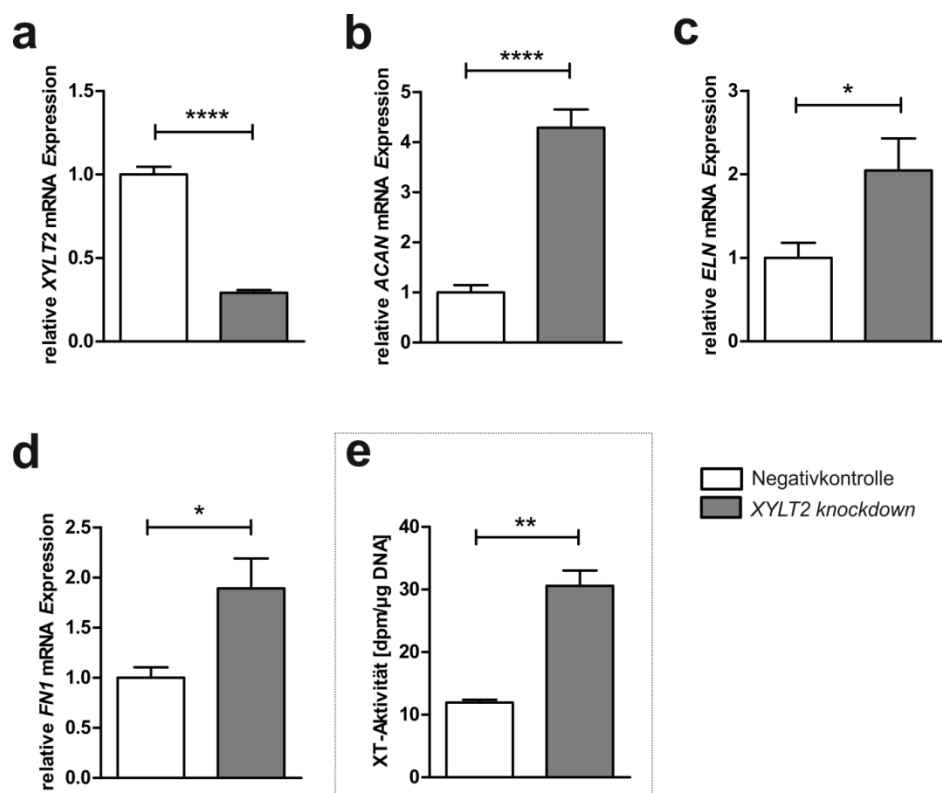 a
relative XYLT2 mRNA Expression
1.5
1.0
0.5
0.0
****
b
relative ACAN mRNA Expression
5
4
3
2
1
0
****
c
relative ELN mRNA Expression
3
2
1
0
*
d
relative FN1 mRNA Expression
2.5
2.0
1.5
1.0
0.5
0.0
*
e
XT-Aktivität [dpm/µg DNA]
40
30
20
10
0
**
Negativkontrolle
XYLT2 knockdown